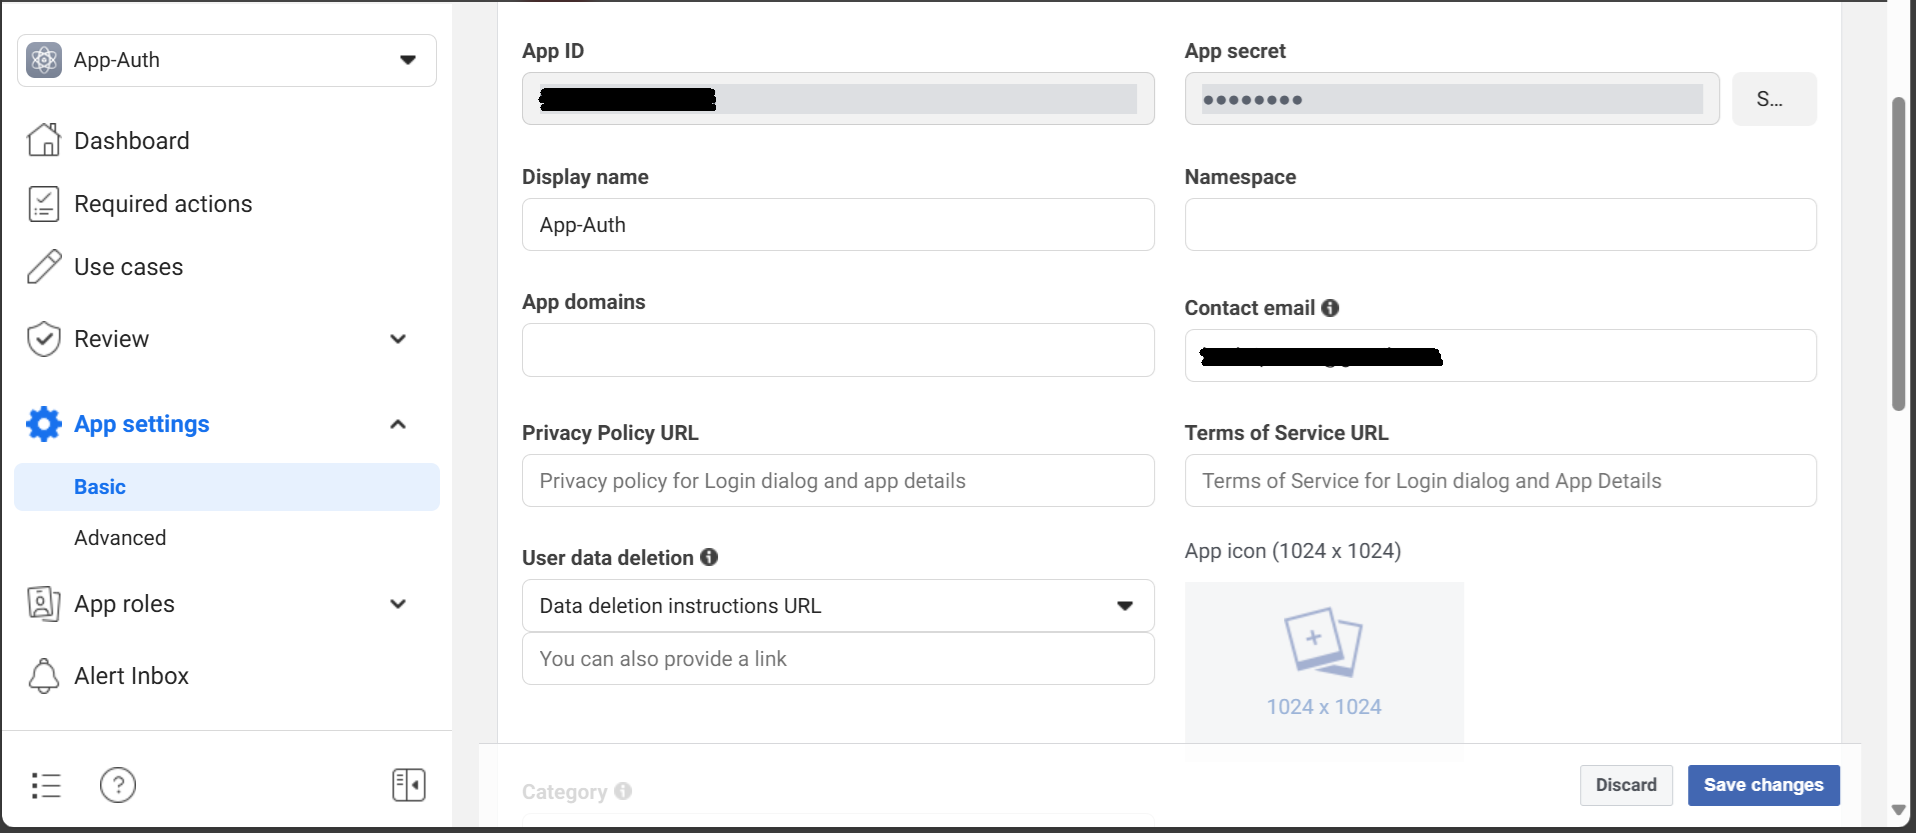 App-Auth
Dashboard
Required actions
Use cases
Review
App settings
Basic
Advanced
App roles
Alert Inbox
App ID
App secret
••••••••
S...
Display name
App-Auth
Namespace
App domains
Contact email
Privacy Policy URL
Privacy policy for Login dialog and app details
Terms of Service URL
Terms of Service for Login dialog and App Details
User data deletion
Data deletion instructions URL
You can also provide a link
App icon (1024 x 1024)
1024 x 1024
Category
Discard
Save changes